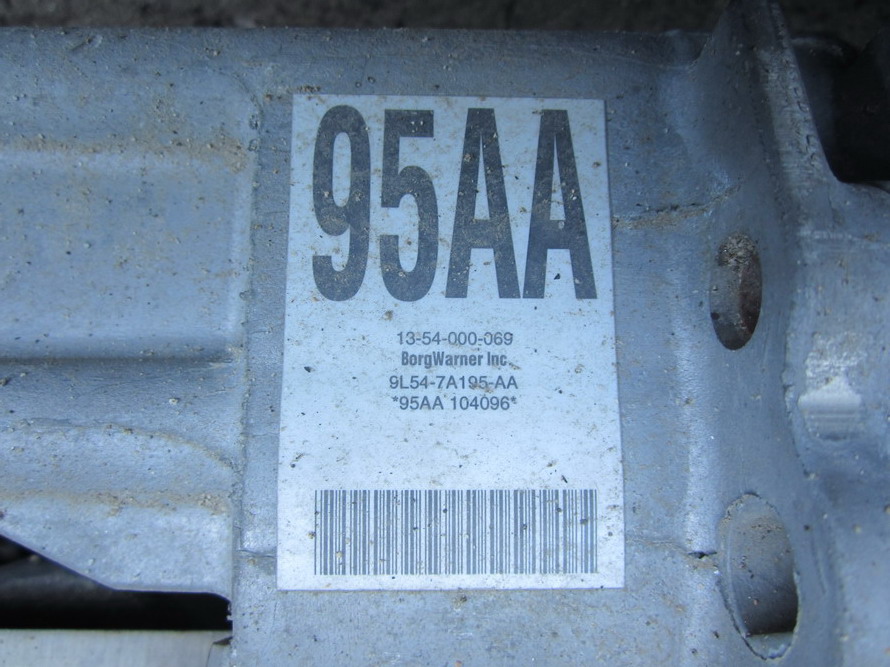 95AA
13-54-000-069
BorgWarner Inc.
9L54-7A195-AA
*95AA 104096*